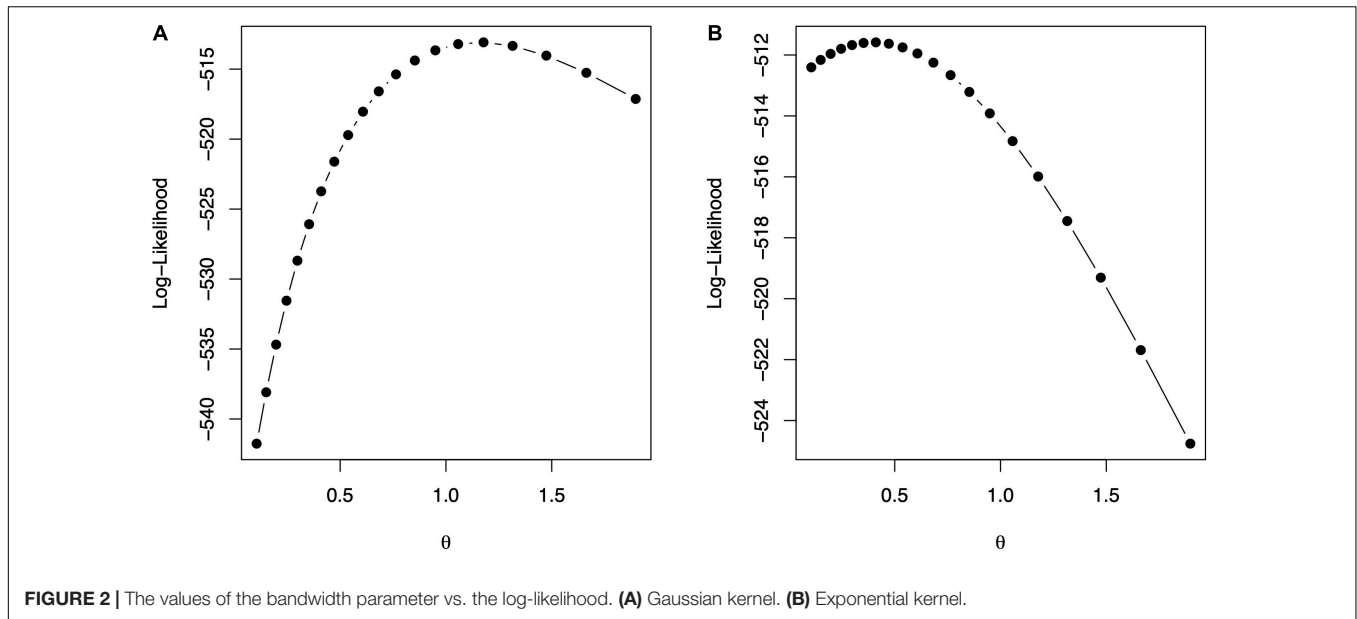 A
Log−Likelihood
−515
−520
−525
−530
−535
−540
0.5 1.0 1.5
θ
B
Log−Likelihood
−512
−514
−516
−518
−520
−522
−524
0.5 1.0 1.5
θ
FIGURE 2 | The values of the bandwidth parameter vs. the log-likelihood. (A) Gaussian kernel. (B) Exponential kernel.